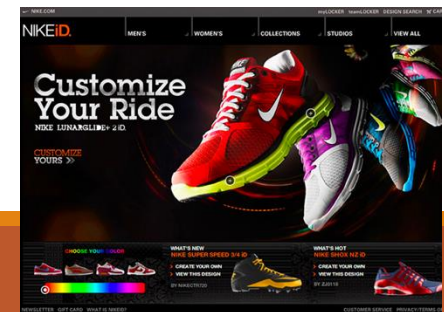 NIKE.COM
myLOCKER teamLOCKER DESIGN SEARCH CAR
NIKEiD.
MEN'S
WOMEN'S
COLLECTIONS
STUDIOS
VIEW ALL
Customize
Your Ride
NIKE LUNARGLIDE+ 2 iD.
CUSTOMIZE
YOURS
CHOOSE YOUR COLOR
WHAT'S NEW
NIKE SUPER SPEED 3/4 iD
CREATE YOUR OWN
VIEW THIS DESIGN
WHAT'S HOT
NIKE SHOX NZ iD
CREATE YOUR OWN
VIEW THIS DESIGN
NEWSLETTER GIFT CARD WHAT IS NIKEiD?
CUSTOMER SERVICE PRIVACY/TERMS